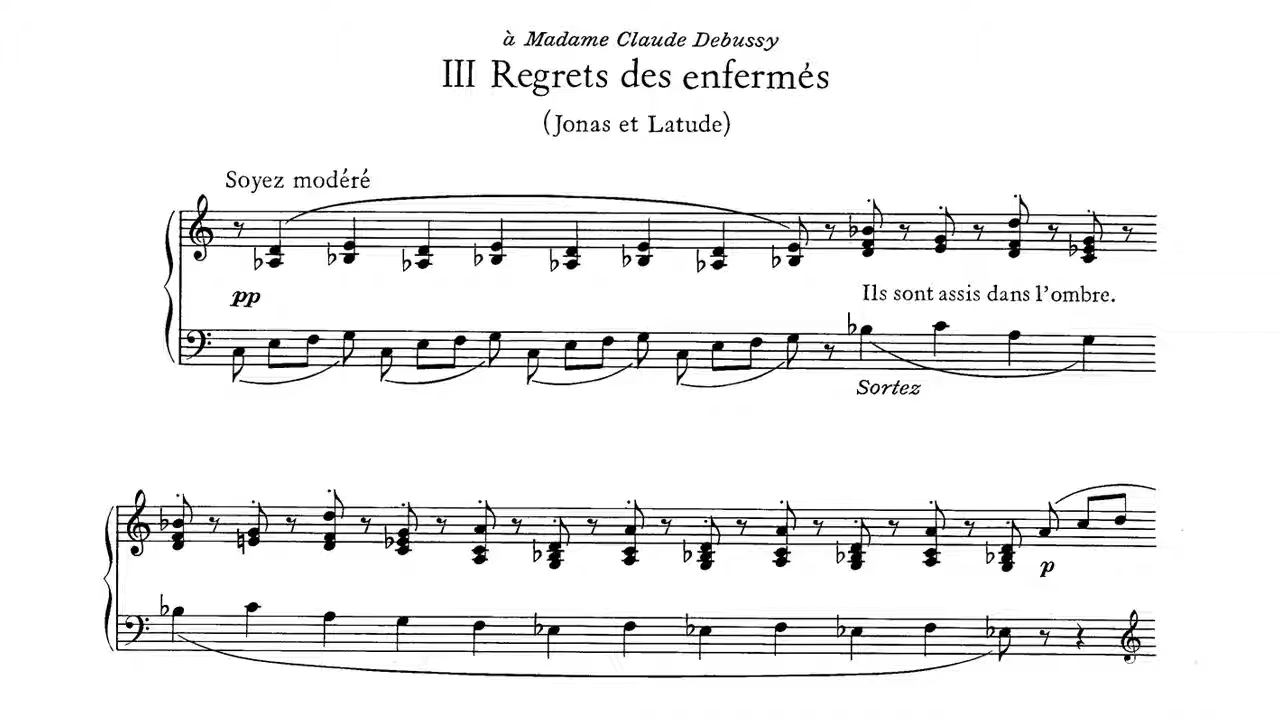 à Madame Claude Debussy
III Regrets des enfermés
(Jonas et Latude)
Soyez modéré
pp
Ils sont assis dans l'ombre.
Sortez
p